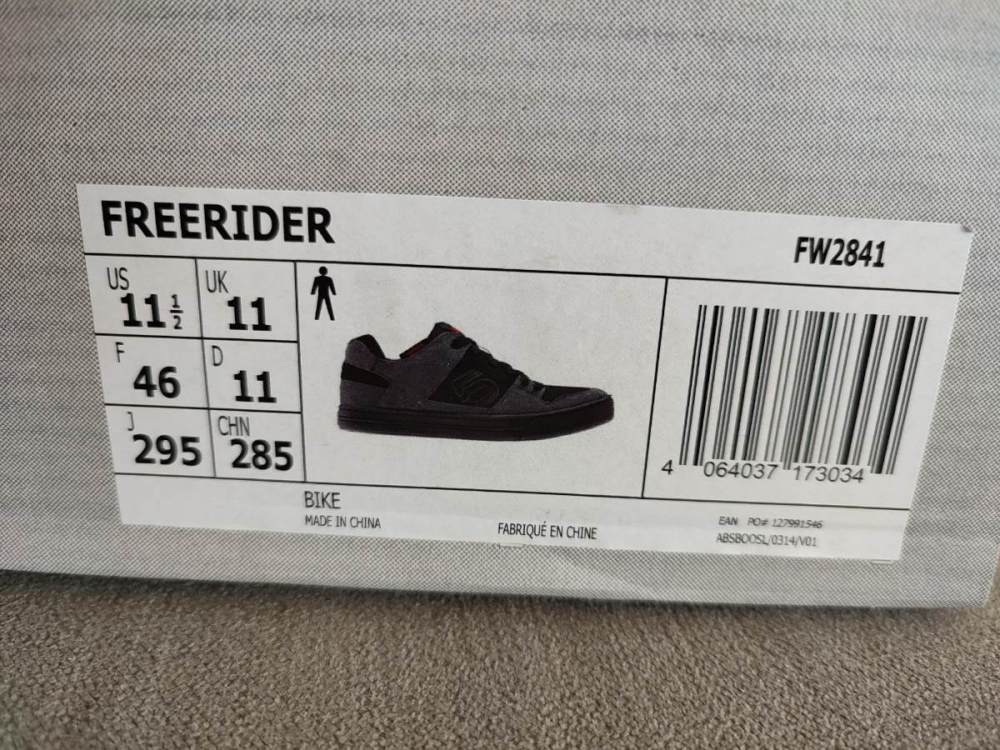 FREERIDER
FW2841
US UK
11 1/2 11
F D
46 11
J CHN
295 285
4 064037 173034
BIKE
MADE IN CHINA
FABRIQUÉ EN CHINE
EAN PO# 127991546
ABSBOOSL/0314/V01